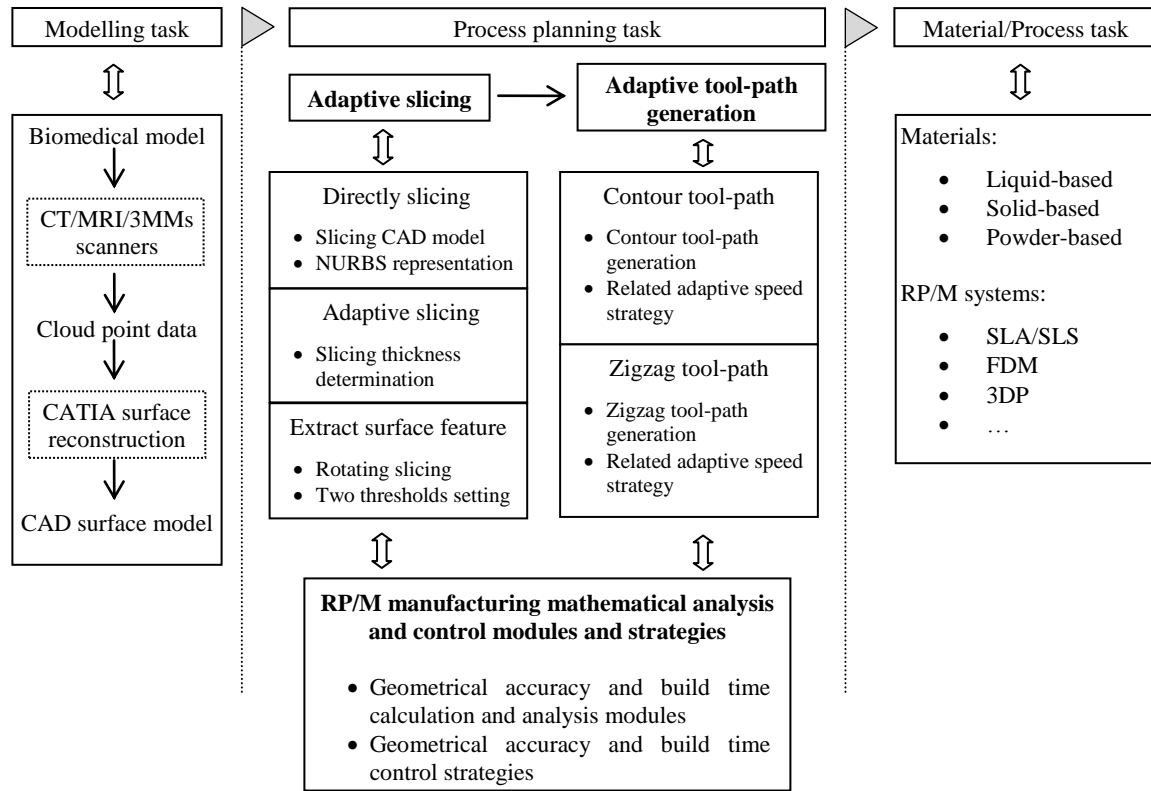 Modelling task
Process planning task
Material/Process task
Biomedical model
CT/MRI/3MMs
scanners
Cloud point data
CATIA surface
reconstruction
CAD surface model
Adaptive slicing
Adaptive tool-path
generation
Directly slicing
• Slicing CAD model
• NURBS representation
Adaptive slicing
• Slicing thickness
determination
Extract surface feature
• Rotating slicing
• Two thresholds setting
Contour tool-path
• Contour tool-path
generation
• Related adaptive speed
strategy
Zigzag tool-path
• Zigzag tool-path
generation
• Related adaptive speed
strategy
RP/M manufacturing mathematical analysis
and control modules and strategies
• Geometrical accuracy and build time
calculation and analysis modules
• Geometrical accuracy and build time
control strategies
Materials:
• Liquid-based
• Solid-based
• Powder-based
RP/M systems:
• SLA/SLS
• FDM
• 3DP
• …